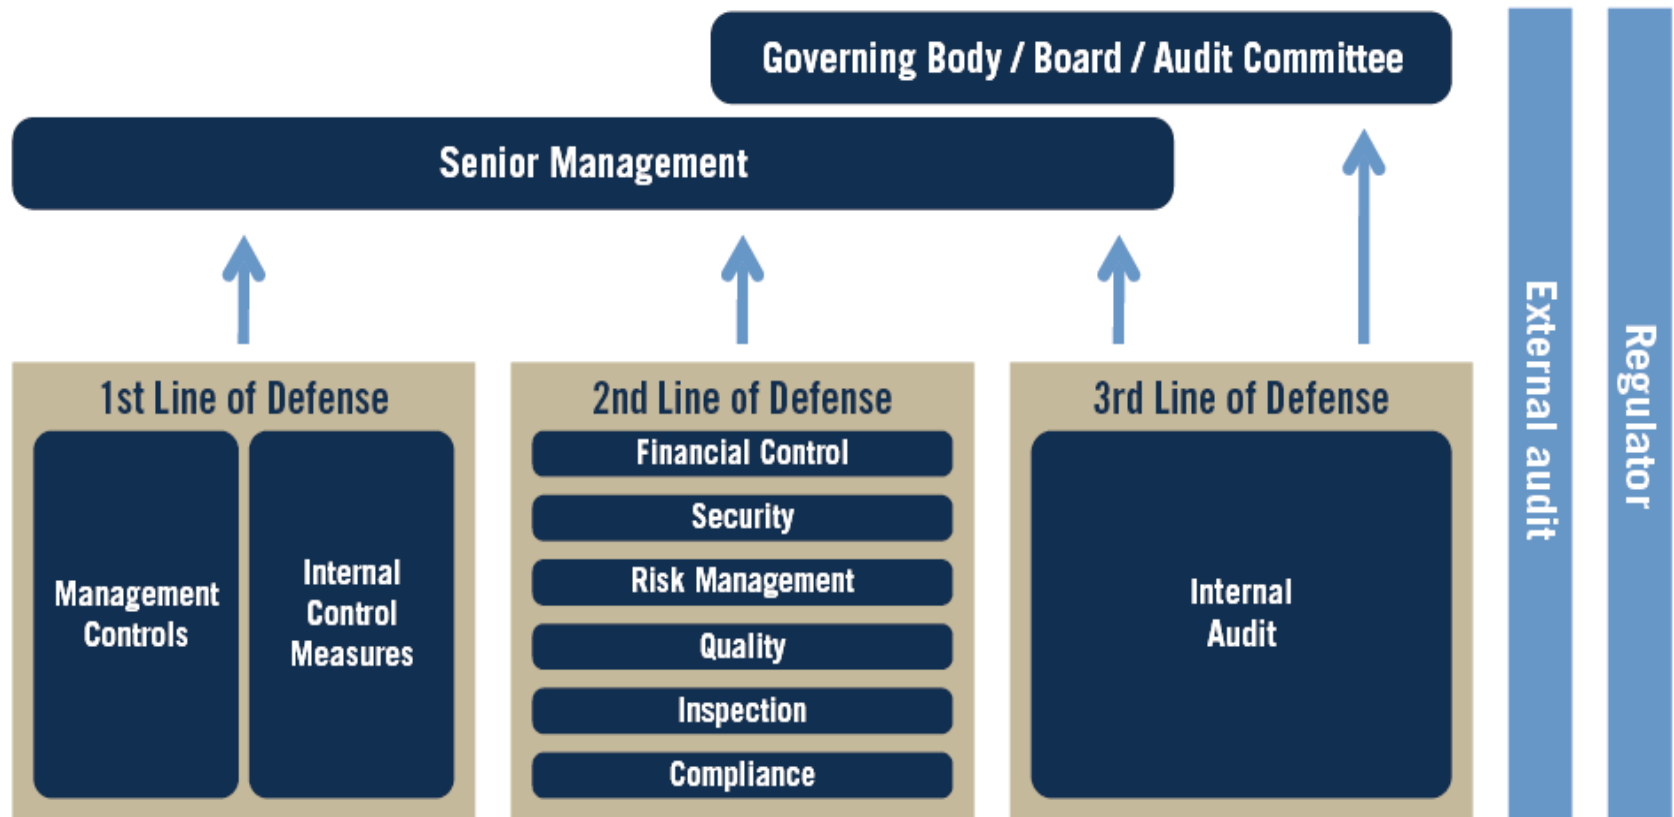 Governing Body / Board / Audit Committee
Senior Management
1st Line of Defense
Management
Controls
Internal
Control
Measures
2nd Line of Defense
Financial Control
Security
Risk Management
Quality
Inspection
Compliance
3rd Line of Defense
Internal
Audit
External audit
Regulator